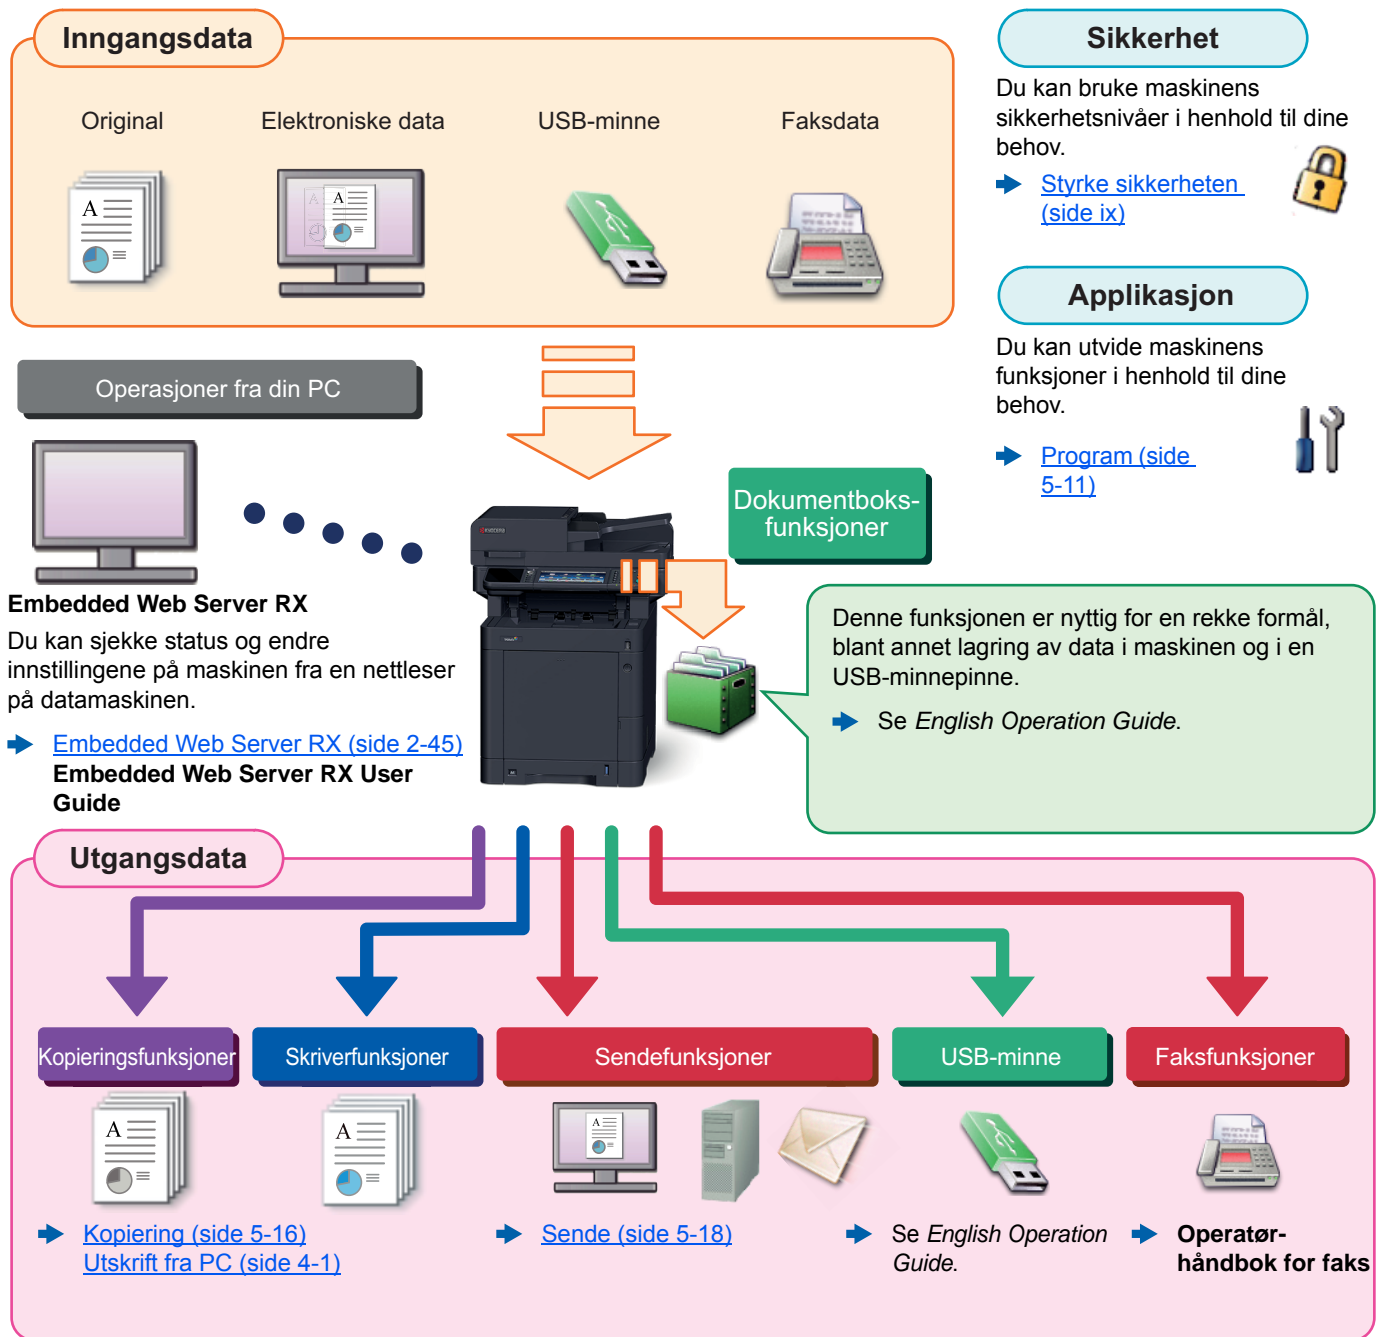 Inngangsdata
Original
Elektroniske data
USB-minne
Faksdata
Sikkerhet
Du kan bruke maskinens
sikkerhetsnivåer i henhold til dine
behov.
Styrke sikkerheten
(side ix)
Applikasjon
Du kan utvide maskinens
funksjoner i henhold til dine
behov.
Program (side
5-11)
Operasjoner fra din PC
Embedded Web Server RX
Du kan sjekke status og endre
innstillingene på maskinen fra en nettleser
på datamaskinen.
Embedded Web Server RX (side 2-45)
Embedded Web Server RX User
Guide
KYOCERA
Dokumentboks-
funksjoner
Denne funksjonen er nyttig for en rekke formål,
blant annet lagring av data i maskinen og i en
USB-minnepinne.
Se English Operation Guide.
Utgangsdata
Kopieringsfunksjoner
Skriverfunksjoner
Sendefunksjoner
USB-minne
Faksfunksjoner
Kopiering (side 5-16)
Utskrift fra PC (side 4-1)
Sende (side 5-18)
Se English Operation
Guide.
Operatør-
håndbok for faks